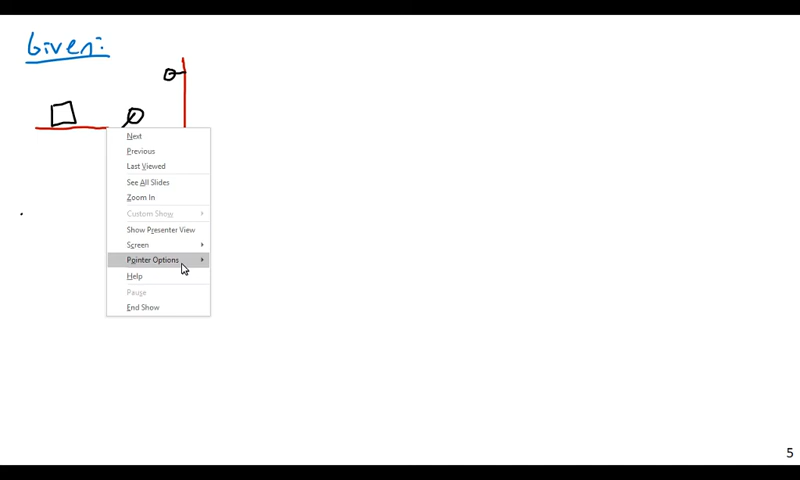 Given:
Next
Previous
Last Viewed
See All Slides
Zoom In
Custom Show
Show Presenter View
Screen
Pointer Options
Help
Pause
End Show
5